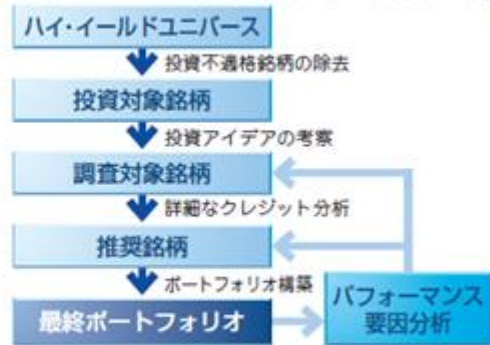 ハイ・イールドユニバース
投資不適格銘柄の除去
投資対象銘柄
投資アイデアの考察
調査対象銘柄
詳細なクレジット分析
推奨銘柄
ポートフォリオ構築
最終ポートフォリオ
パフォーマンス
要因分析